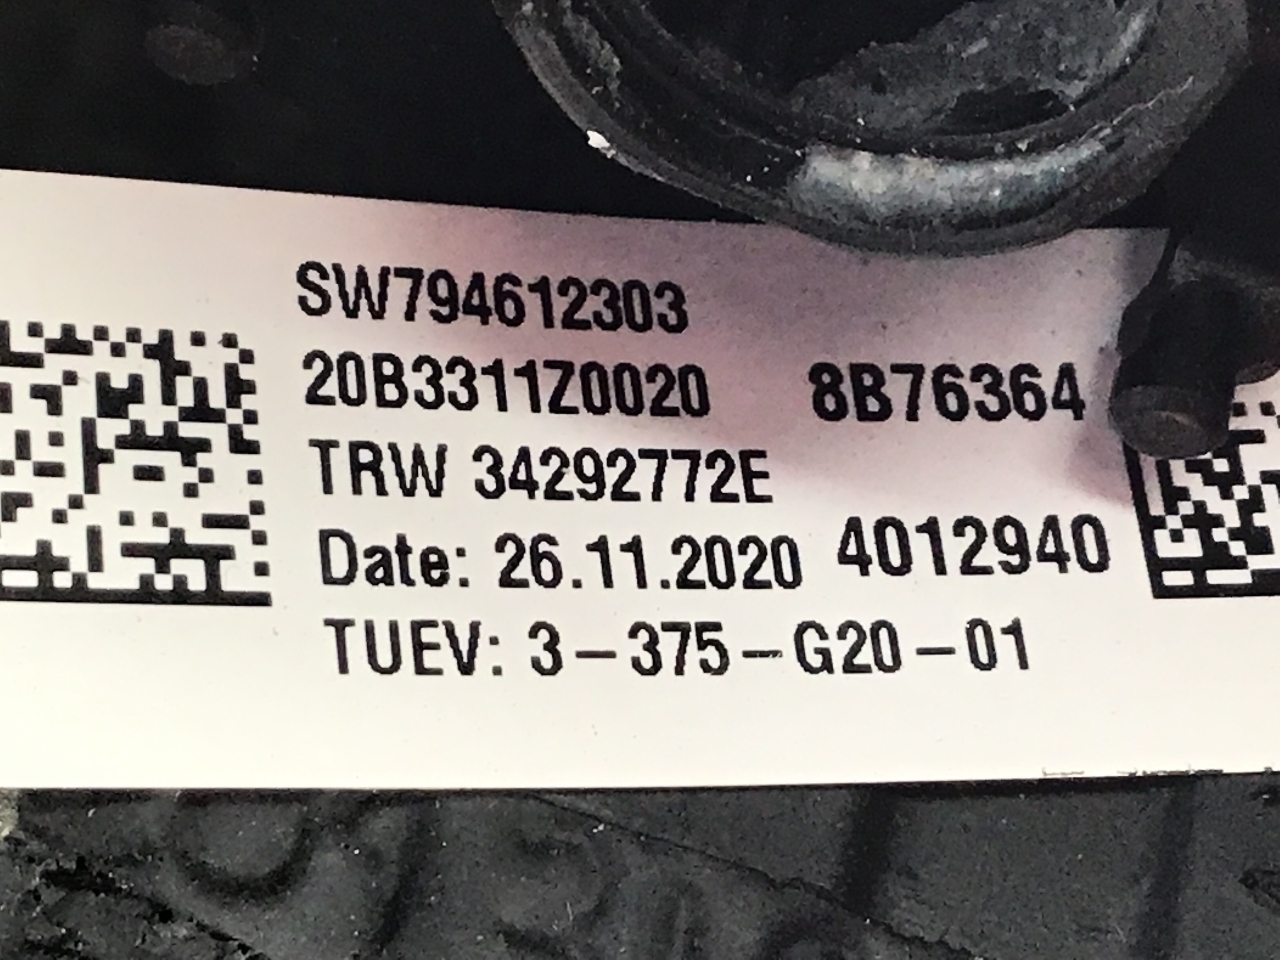 SW794612303
20B3311Z0020 8B76364
TRW 34292772E
Date: 26.11.2020 4012940
TUEV: 3-375-G20-01